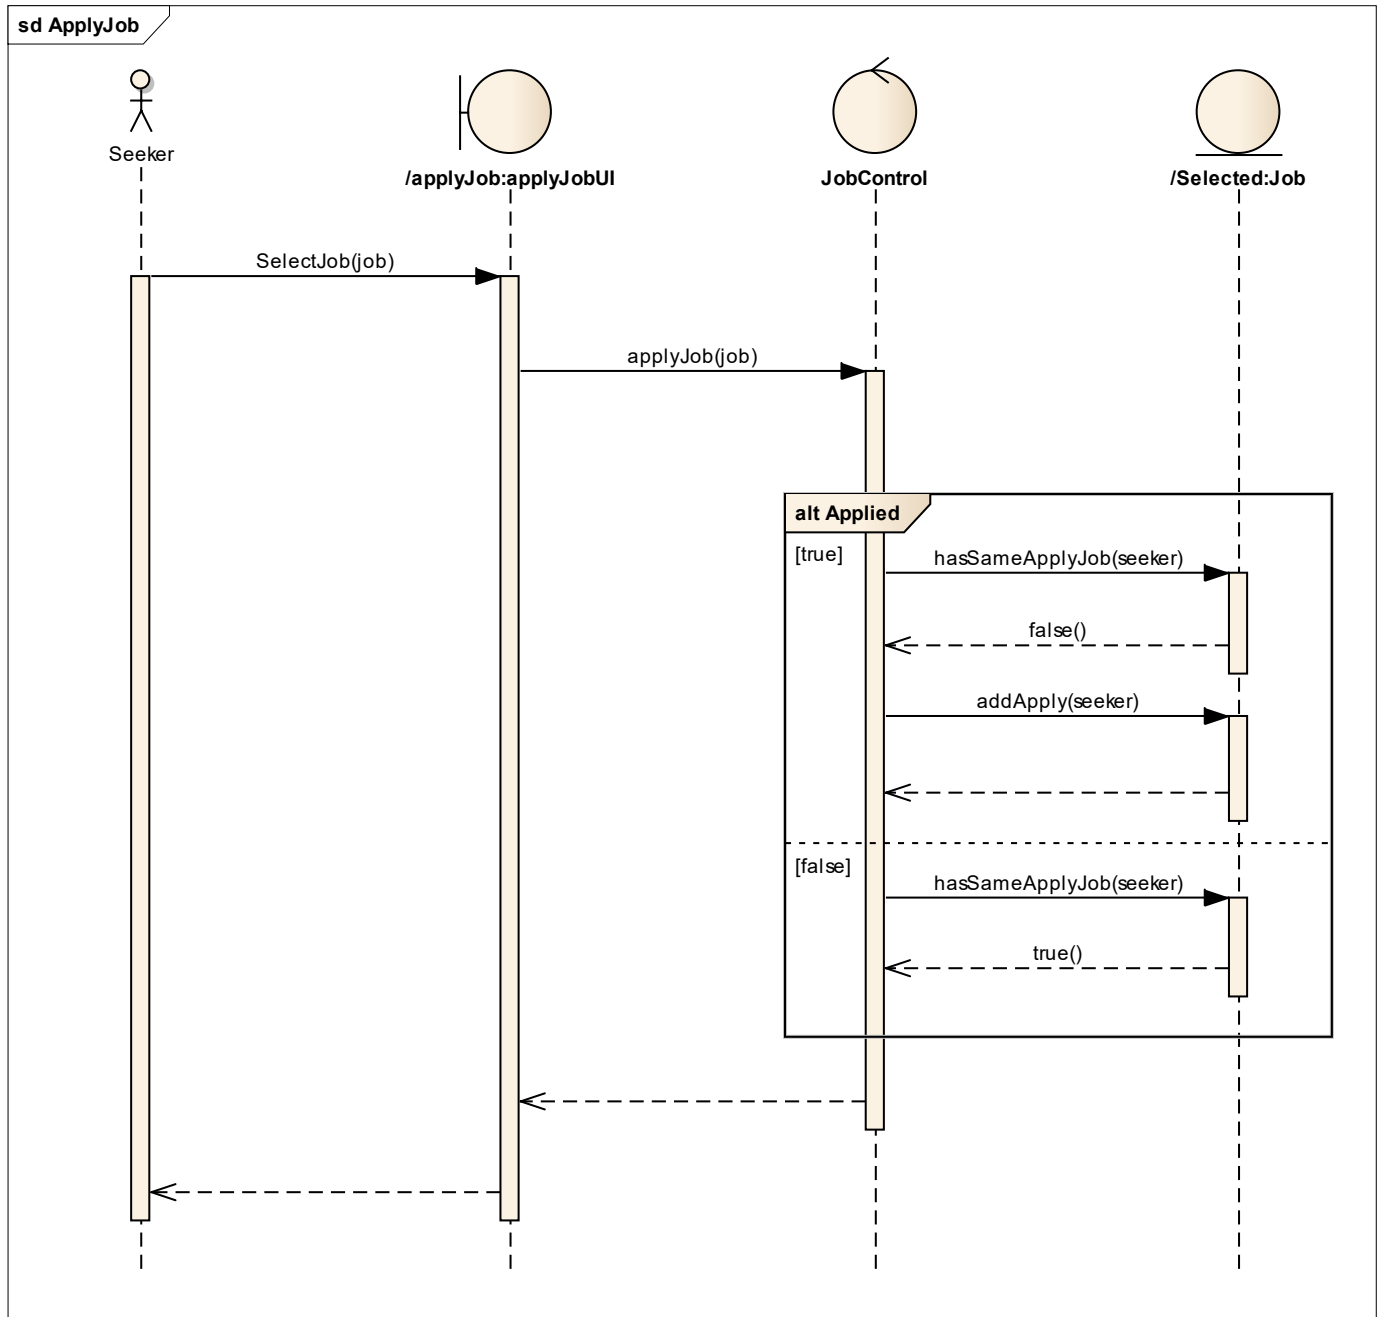 sd ApplyJob
Seeker
/applyJob:applyJobUI
JobControl
/Selected:Job
SelectJob(job)
applyJob(job)
alt Applied
[true]
hasSameApplyJob(seeker)
false()
addApply(seeker)
[false]
hasSameApplyJob(seeker)
true()